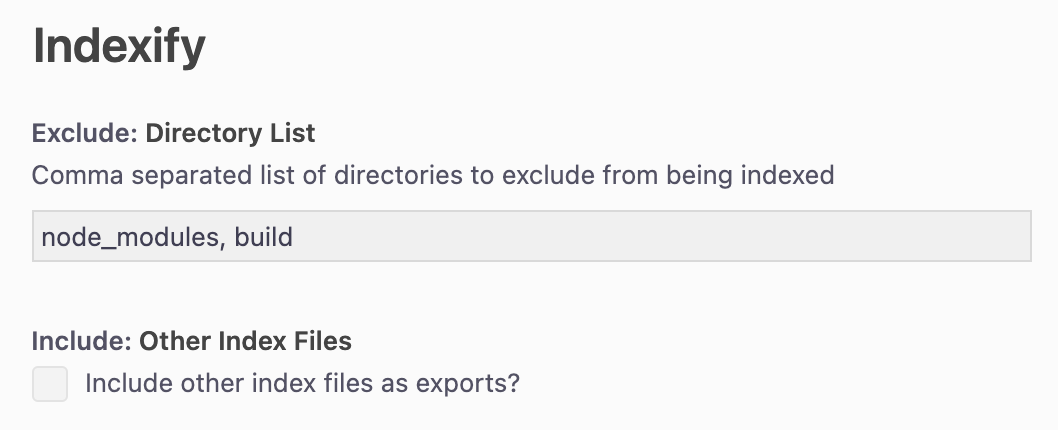 Indexify
Exclude: Directory List
Comma separated list of directories to exclude from being indexed
node_modules, build
Include: Other Index Files
Include other index files as exports?